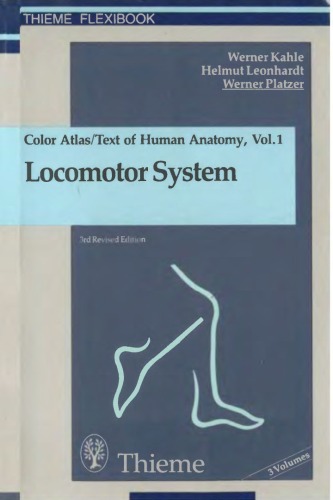 THIEME FLEXIBOOK
Werner Kahle
Helmut Leonhardt
Werner Platzer
Color Atlas/Text of Human Anatomy, Vol.1
Locomotor System
3rd Revised Edition
Thieme
3 Volumes